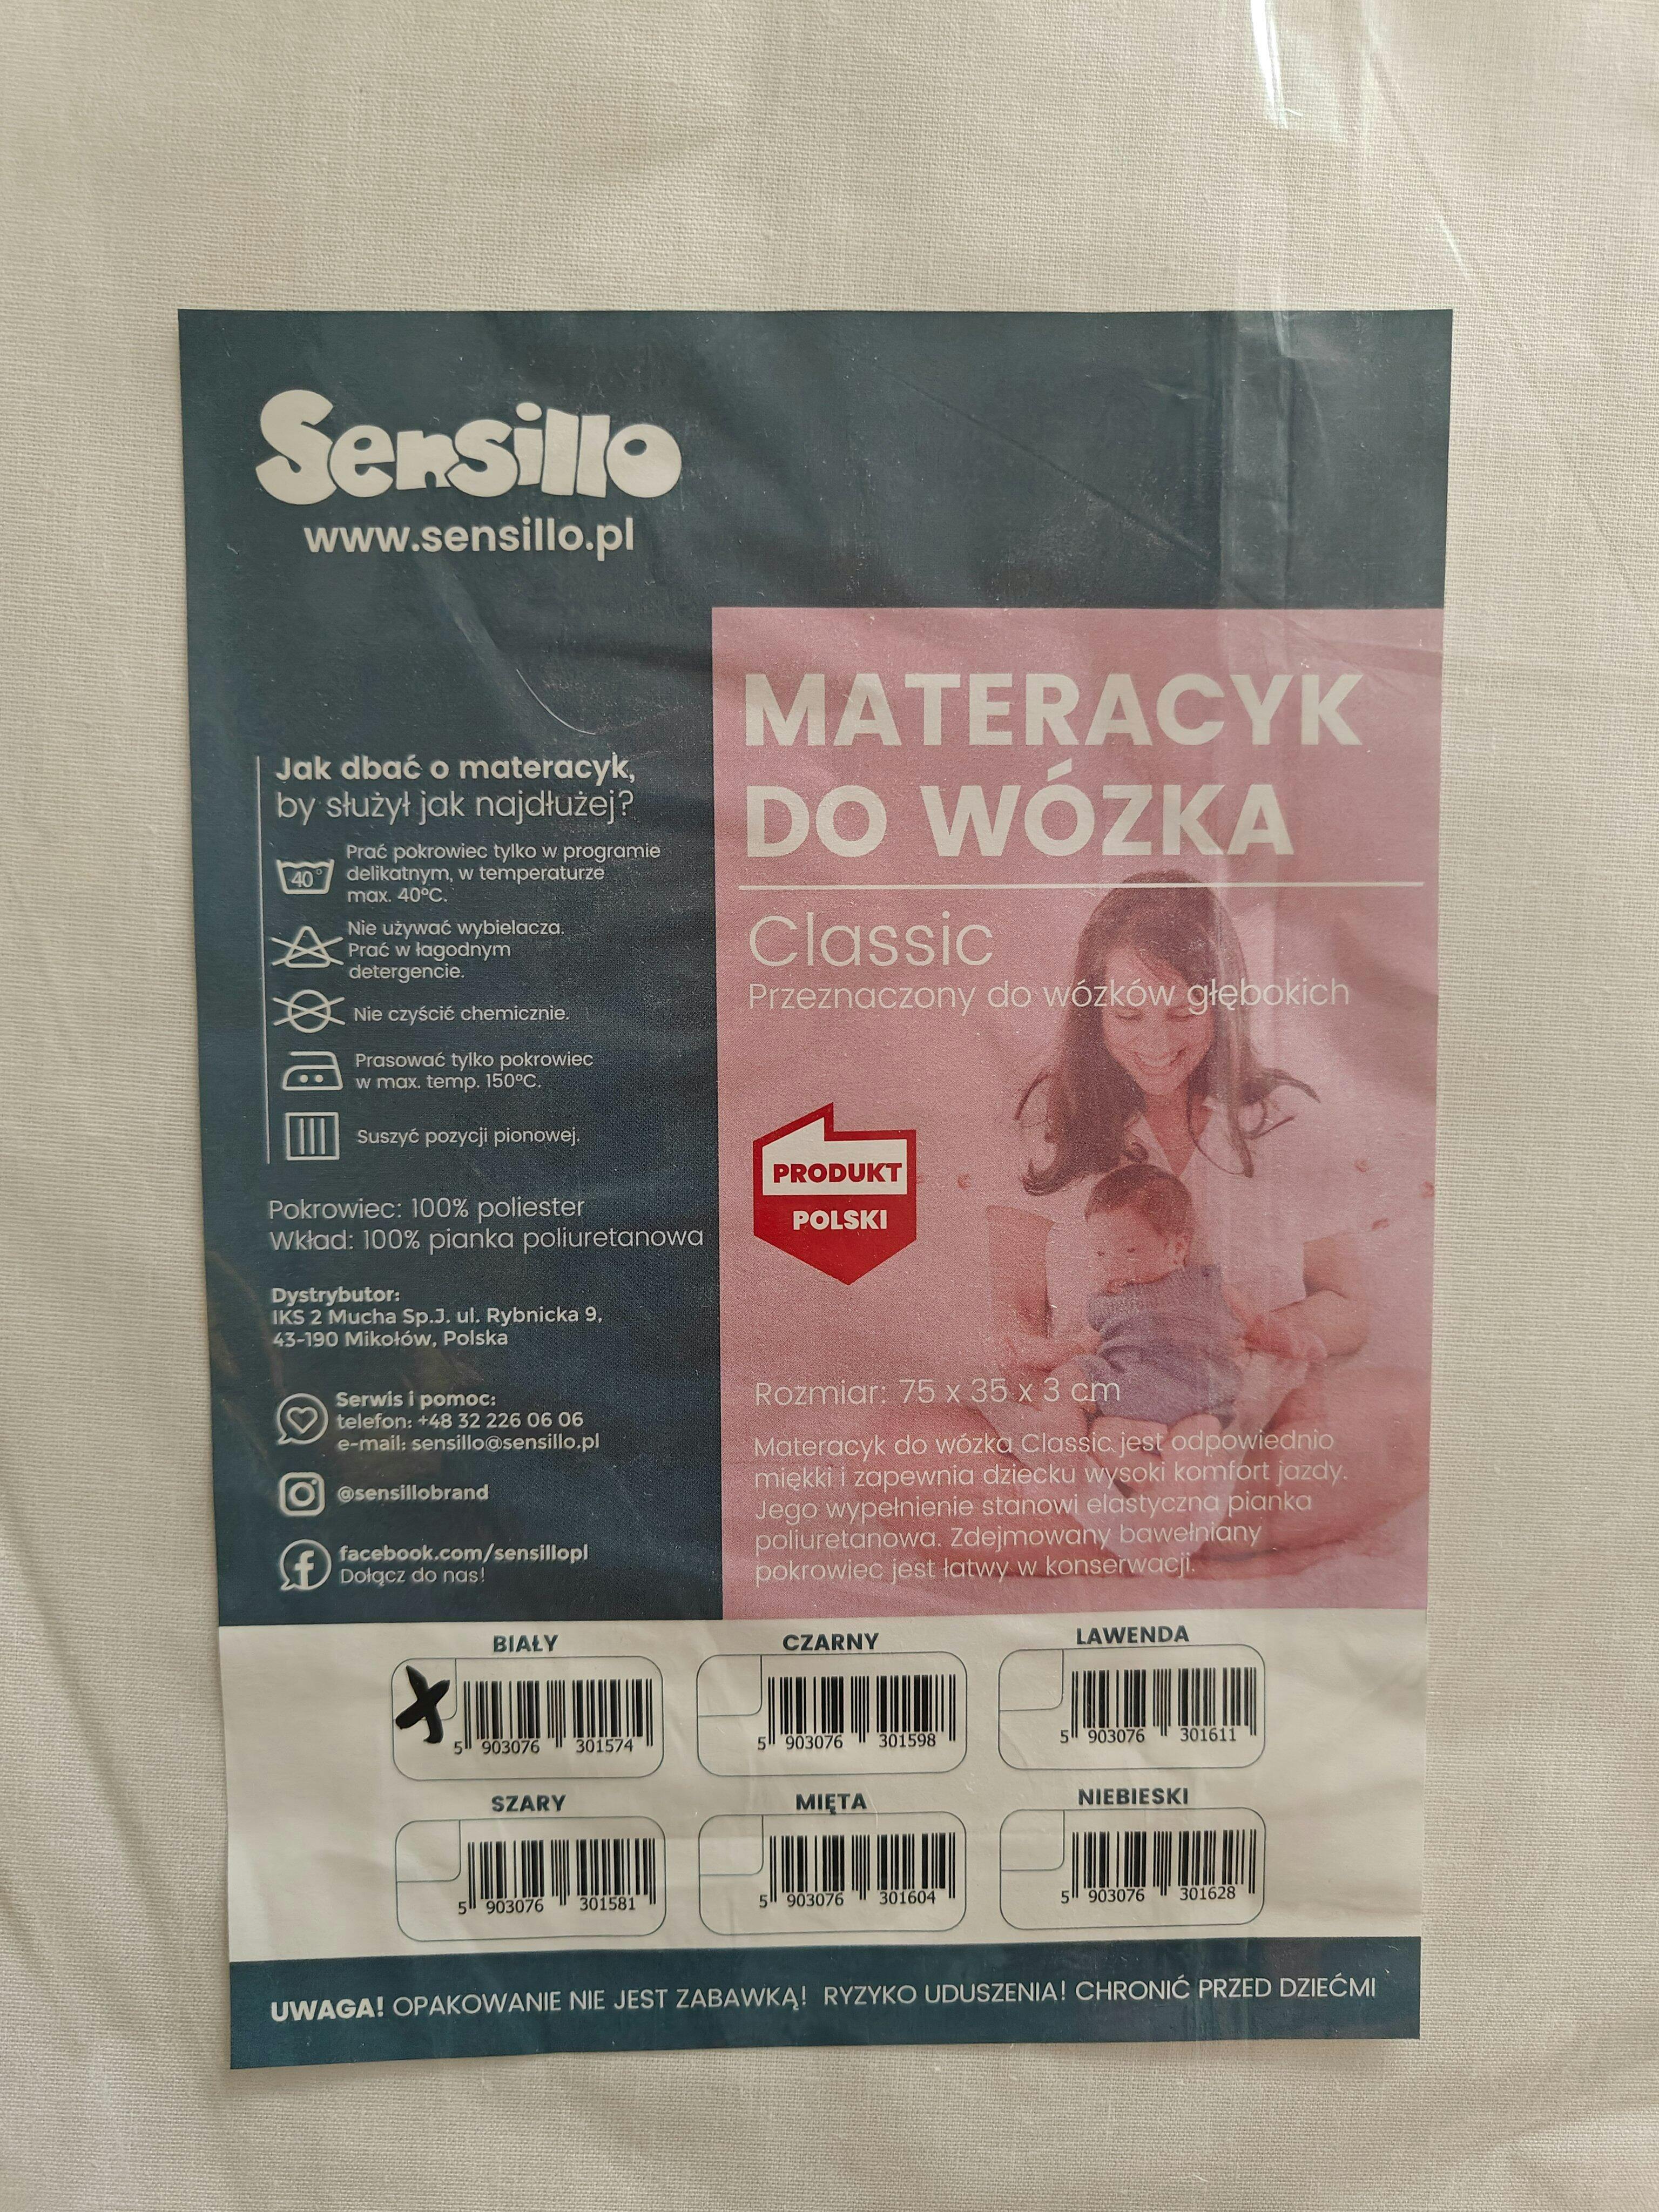 Sensillo
www.sensillo.pl
Jak dbać o materacyk,
by służył jak najdłużej?
40°
Prać pokrowiec tylko w programie
delikatnym, w temperaturze
max. 40°C.
Nie używać wybielacza.
Prać w łagodnym
detergencie.
Nie czyścić chemicznie.
Prasować tylko pokrowiec
w max. temp. 150°C.
Suszyć pozycji pionowej.
Pokrowiec: 100% poliester
Wkład: 100% pianka poliuretanowa
Dystrybutor:
IKS 2 Mucha Sp.J. ul. Rybnicka 9,
43-190 Mikołów, Polska
Serwis i pomoc:
telefon: +48 32 226 06 06
e-mail: sensillo@sensillo.pl
@sensillobrand
facebook.com/sensillopl
Dołącz do nas!
MATERACYK
DO WÓZKA
Classic
Przeznaczony do wózków głębokich
PRODUKT
POLSKI
Rozmiar: 75 x 35 x 3 cm
Materacyk do wózka Classic jest odpowiednio
miękki i zapewnia dziecku wysoki komfort jazdy.
Jego wypełnienie stanowi elastyczna pianka
poliuretanowa. Zdejmowany bawełniany
pokrowiec jest łatwy w konserwacji.
BIAŁY
5 903076 301574
CZARNY
5 903076 301598
LAWENDA
5 903076 301611
SZARY
5 903076 301581
MIĘTA
5 903076 301604
NIEBIESKI
5 903076 301628
UWAGA! OPAKOWANIE NIE JEST ZABAWKĄ! RYZYKO UDUSZENIA! CHRONIĆ PRZED DZIEĆMI